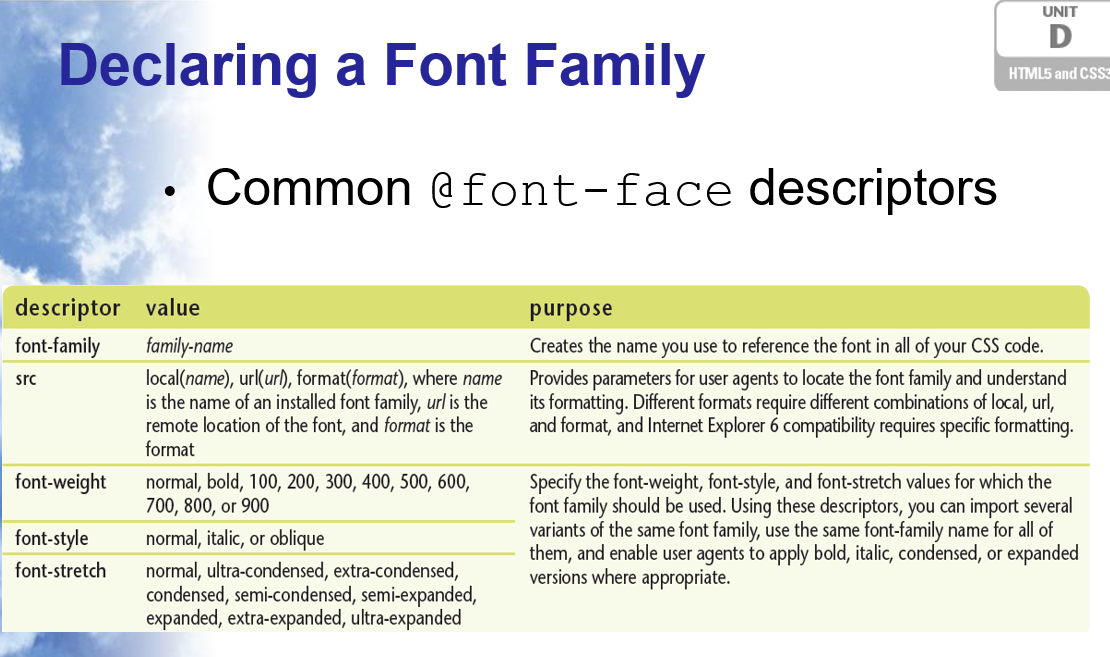 UNIT
D
HTML5 and CSS3
Declaring a Font Family
• Common @font-face descriptors
descriptor value purpose
font-family family-name Creates the name you use to reference the font in all of your CSS code.
src local(name), url(url), format(format), where name
is the name of an installed font family, url is the
remote location of the font, and format is the
format
Provides parameters for user agents to locate the font family and understand
its formatting. Different formats require different combinations of local, url,
and format, and Internet Explorer 6 compatibility requires specific formatting.
font-weight normal, bold, 100, 200, 300, 400, 500, 600,
700, 800, or 900
font-style normal, italic, or oblique
font-stretch normal, ultra-condensed, extra-condensed,
condensed, semi-condensed, semi-expanded,
expanded, extra-expanded, ultra-expanded
Specify the font-weight, font-style, and font-stretch values for which the
font family should be used. Using these descriptors, you can import several
variants of the same font family, use the same font-family name for all of
them, and enable user agents to apply bold, italic, condensed, or expanded
versions where appropriate.